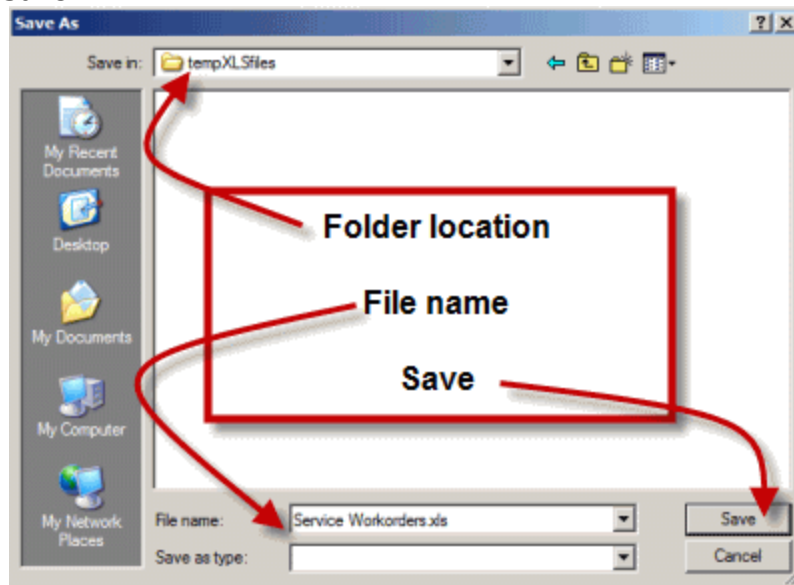 Save As
Save in: tempXLSfiles
My Recent
Documents
Desktop
My Documents
My Computer
My Network
Places
Folder location
File name
Save
File name: Service Workorders.xls Save
Save as type: Cancel